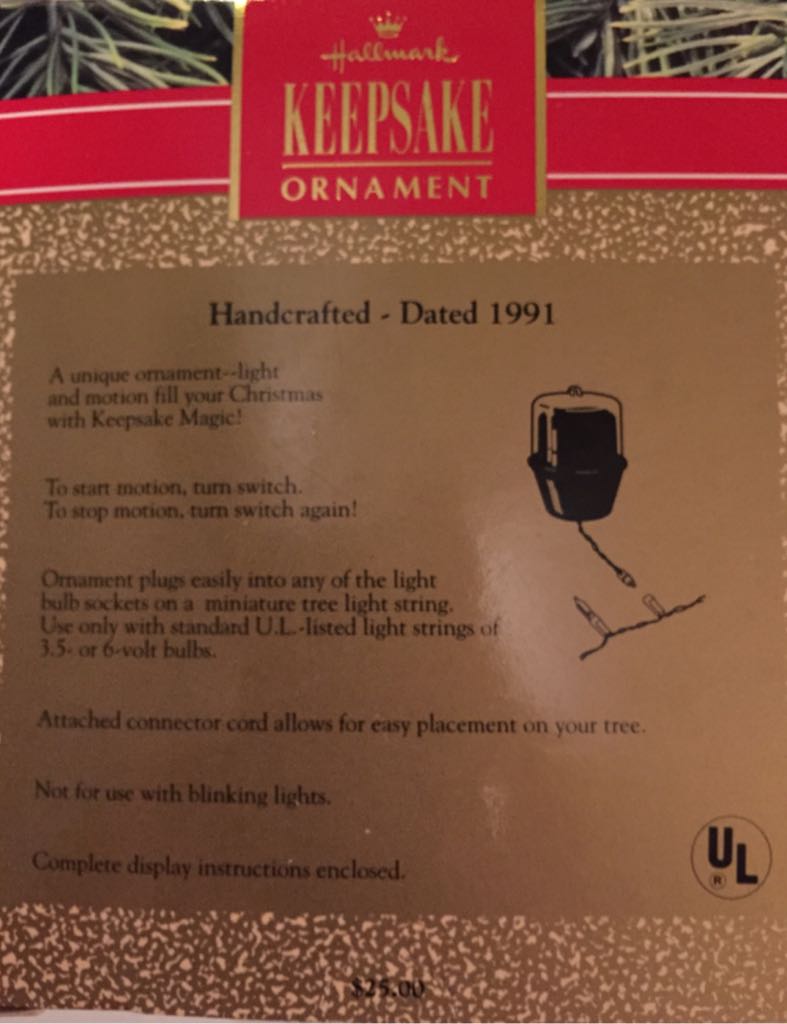 Hallmark
KEEPSAKE
ORNAMENT
Handcrafted - Dated 1991
A unique ornament--light
and motion fill your Christmas
with Keepsake Magic!
To start motion, turn switch.
To stop motion, turn switch again!
Ornament plugs easily into any of the light
bulb sockets on a miniature tree light string.
Use only with standard U.L.-listed light strings of
3.5- or 6-volt bulbs.
Attached connector cord allows for easy placement on your tree.
Not for use with blinking lights.
Complete display instructions enclosed.
UL
®
$25.00